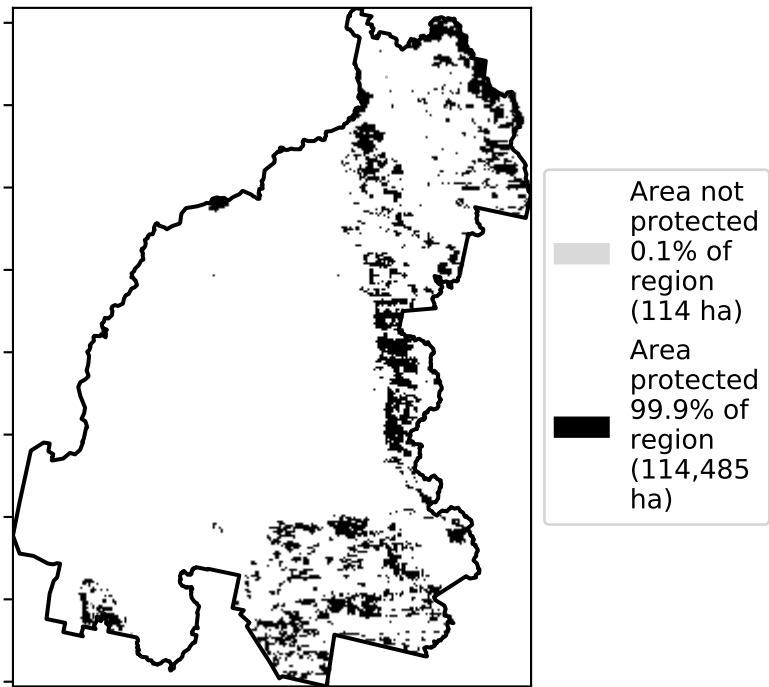 Area not
protected
0.1% of
region
(114 ha)
Area
protected
99.9% of
region
(114,485
ha)